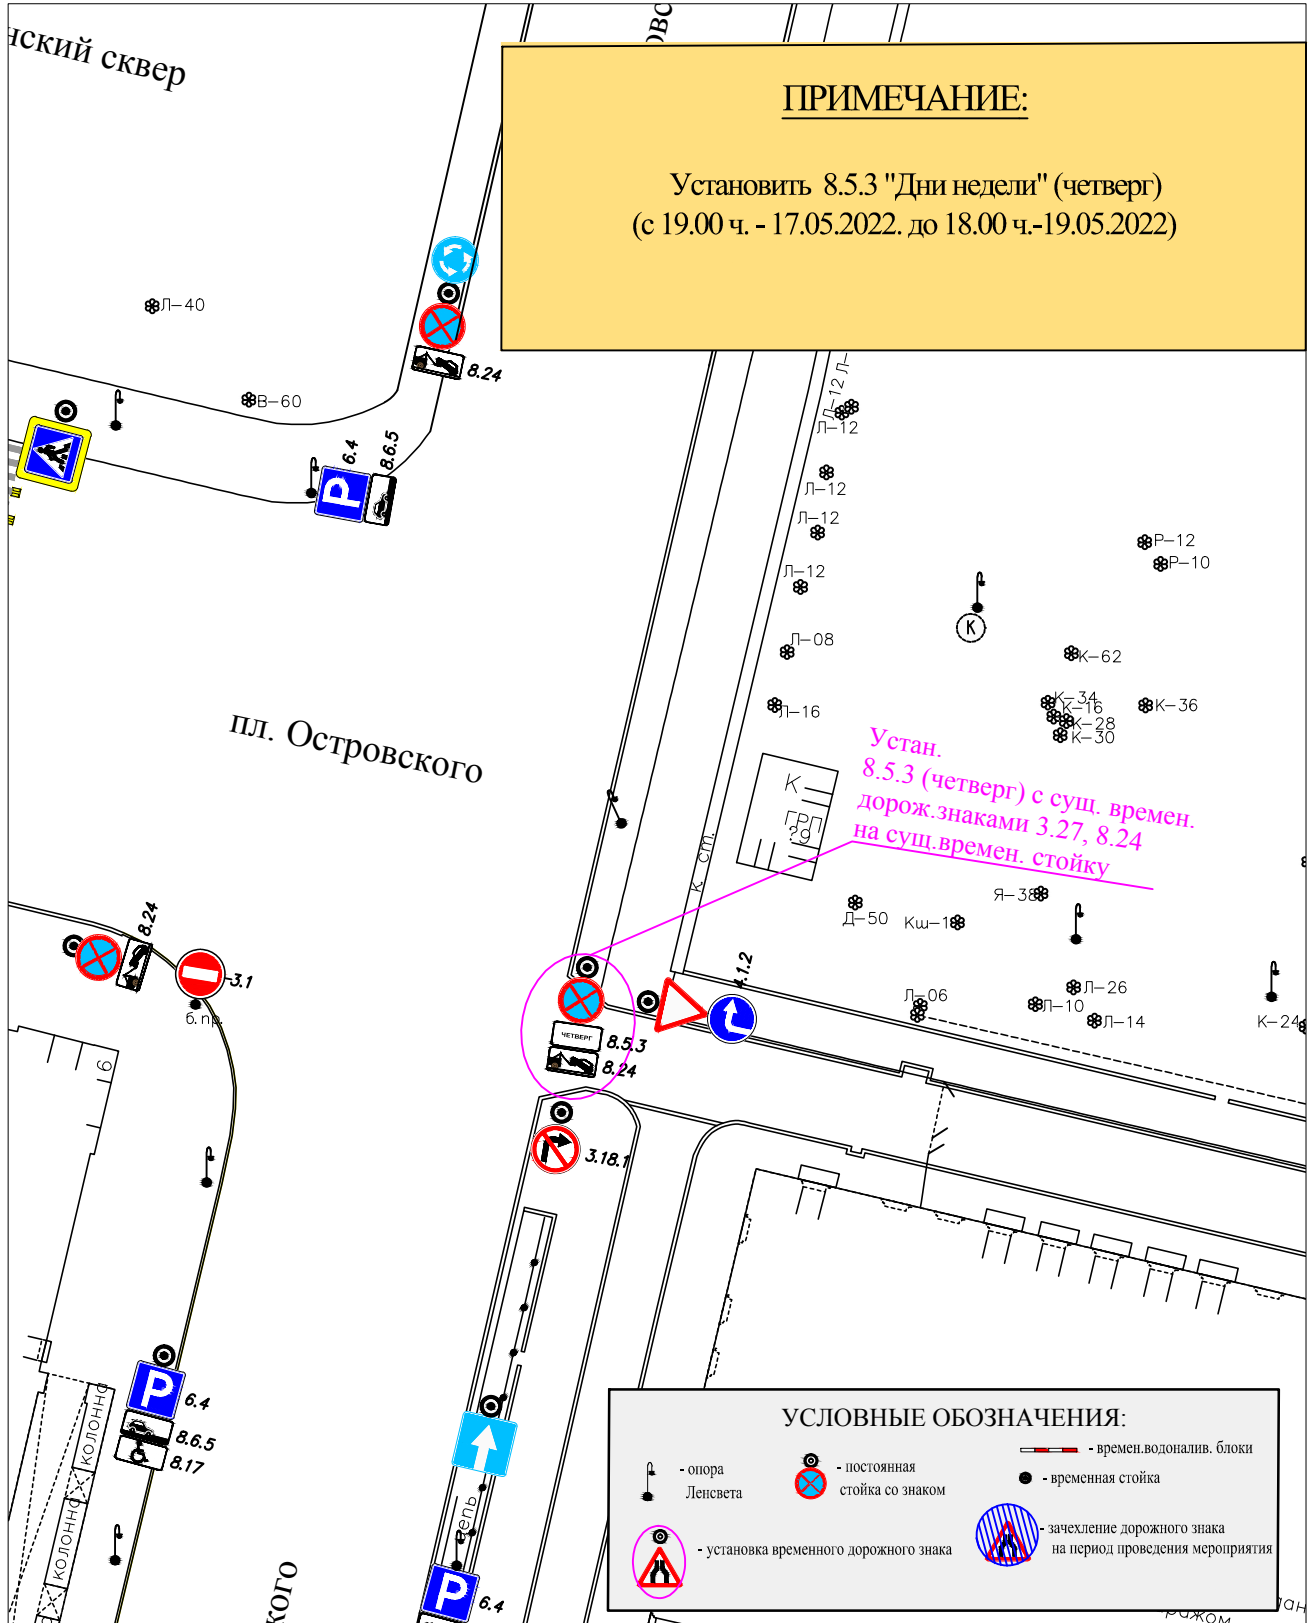 нский сквер
ПРИМЕЧАНИЕ:
Установить 8.5.3 "Дни недели" (четверг)
(с 19.00 ч. - 17.05.2022. до 18.00 ч.-19.05.2022)
Л-40
8.24
В-60
6.4
8.6.5
P
Л-12
Л-12
Л-12
Л-12
Л-12
Р-12
Р-10
К
Л-08
К-62
Л-16
К-34
К-16
К-36
К-28
К-30
пл. Островского
Устан.
8.5.3 (четверг) с сущ. времен.
дорож.знаками 3.27, 8.24
на сущ.времен. стойку
К
ГРП
?9
К. ст.
Я-38
Д-50
Кш-1
8.24
3.1
б.пр.
4.1.2
Л-06
Л-26
Л-10
Л-14
К-24
ЧЕТВЕРГ
8.5.3
8.24
3.18.1
6
P
6.4
8.6.5
8.17
КОЛОННО
КОЛОННО
P
6.4
кого
УСЛОВНЫЕ ОБОЗНАЧЕНИЯ:
- опора
Ленсвета
- постоянная
стойка со знаком
- времен.водоналив. блоки
- временная стойка
- установка временного дорожного знака
- зачехление дорожного знака
на период проведения мероприятия